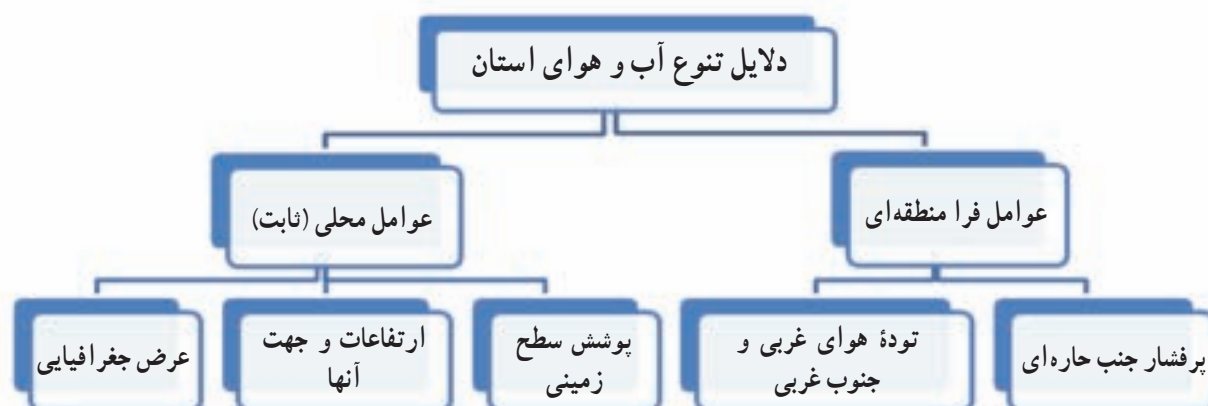 دلایل تنوع آب و هوای استان
عوامل فرا منطقه‌ای
عوامل محلی (ثابت)
پرفشار جنب حاره‌ای
تودهٔ هوای غربی و
جنوب غربی
پوشش سطح
زمینی
ارتفاعات و جهت
آنها
عرض جغرافیایی